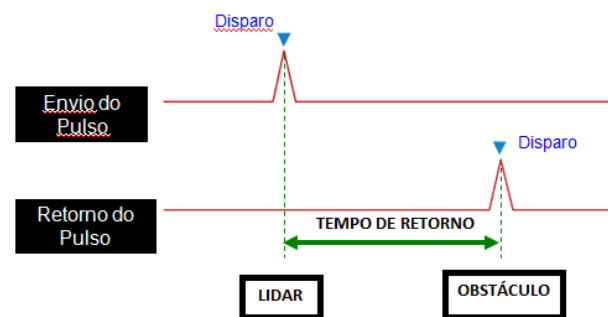 Disparo
Envio do
Pulso
Disparo
Retorno do
Pulso
TEMPO DE RETORNO
LIDAR
OBSTÁCULO